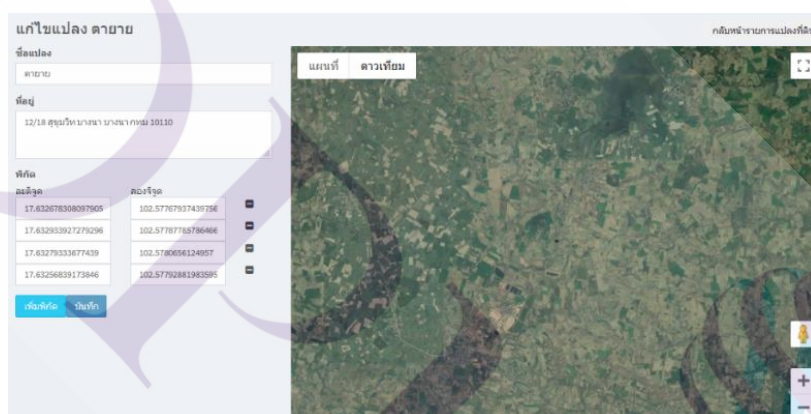 แก้ไขแปลง ตายาย
กลับหน้ารายการแปลงที่ดิน
ชื่อแปลง
ตายาย
ที่อยู่
12/18 สุขุมวิท บางนา บางนา กทม 10110
พิกัด
ละติจูด ลองจิจูด
17.632678308097905 102.57767937439756
17.632933927279296 102.57787785786466
17.63279333677439 102.5780656124957
17.63256839173846 102.57792881983595
เพิ่มพิกัด บันทึก
แผนที่ ดาวเทียม